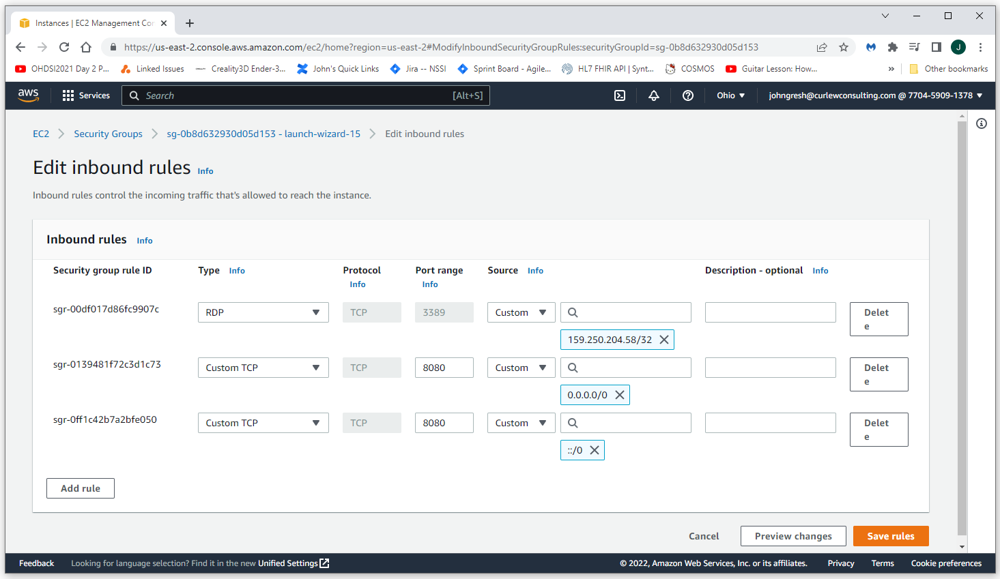 Instances | EC2 Management Con
https://us-east-2.console.aws.amazon.com/ec2/home?region=us-east-2#ModifyInboundSecurityGroupRules:securityGroupId=sg-0b8d632930d05d153
J
OHDSI2021 Day 2 P... Linked Issues Creality3D Ender-3... John's Quick Links Jira -- NSSI Sprint Board - Agile... HL7 FHIR API | Synt... COSMOS Guitar Lesson: How... » Other bookmarks
aws Services Search [Alt+S] Ohio johngresh@curlewconsulting.com @ 7704-5909-1378
EC2 Security Groups sg-0b8d632930d05d153 - launch-wizard-15 Edit inbound rules
Edit inbound rules Info
Inbound rules control the incoming traffic that's allowed to reach the instance.
Inbound rules Info
Security group rule ID Type Info Protocol Info Port range Info Source Info Description - optional Info
sgr-00df017d86fc9907c RDP TCP 3389 Custom Delet
e
159.250.204.58/32
sgr-0139481f72c3d1c73 Custom TCP TCP 8080 Custom Delet
e
0.0.0.0/0
sgr-0ff1c42b7a2bfe050 Custom TCP TCP 8080 Custom Delet
e
::/0
Add rule
Cancel Preview changes Save rules
Feedback Looking for language selection? Find it in the new Unified Settings © 2022, Amazon Web Services, Inc. or its affiliates. Privacy Terms Cookie preferences